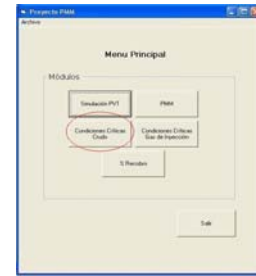 Proyecto PMM
Archivo
Menu Principal
Módulos
Simulación PVT
PMM
Condiciones Críticas
Crudo
Condiciones Críticas
Gas de Inyección
% Recobro
Salir